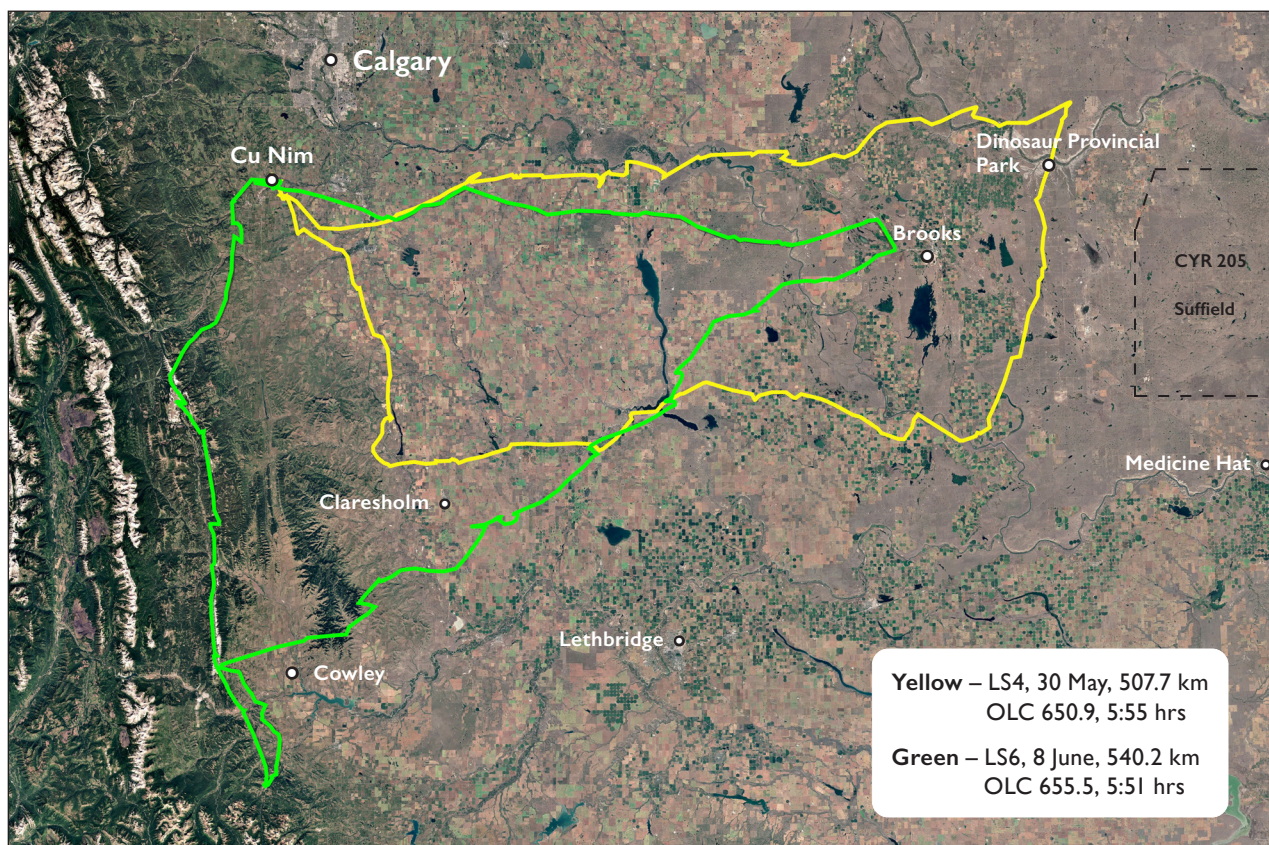 Calgary
Cu Nim
Dinosaur Provincial
Park
Brooks
CYR 205
Suffield
Medicine Hat
Claresholm
Lethbridge
Cowley
Yellow – LS4, 30 May, 507.7 km
OLC 650.9, 5:55 hrs
Green – LS6, 8 June, 540.2 km
OLC 655.5, 5:51 hrs